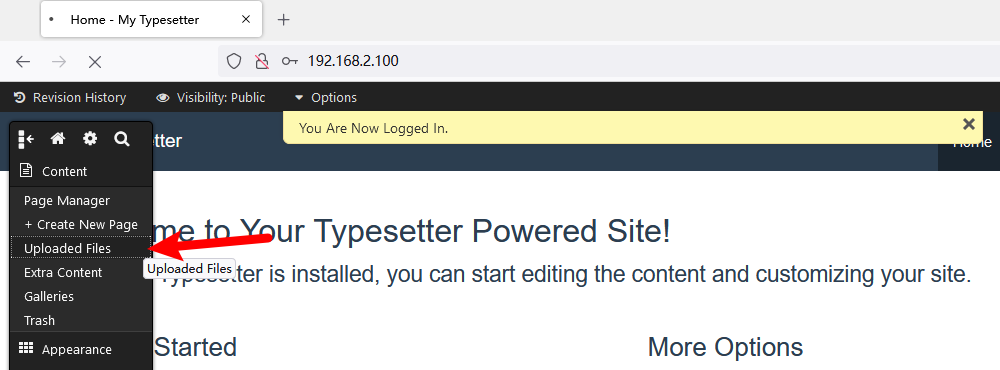 Home - My Typesetter
192.168.2.100
Revision History Visibility: Public Options
You Are Now Logged In.
etter Home
Content
Page Manager
+ Create New Page
Uploaded Files
Extra Content
Galleries
Trash
Appearance
Uploaded Files
me to Your Typesetter Powered Site!
Typesetter is installed, you can start editing the content and customizing your site.
Started More Options